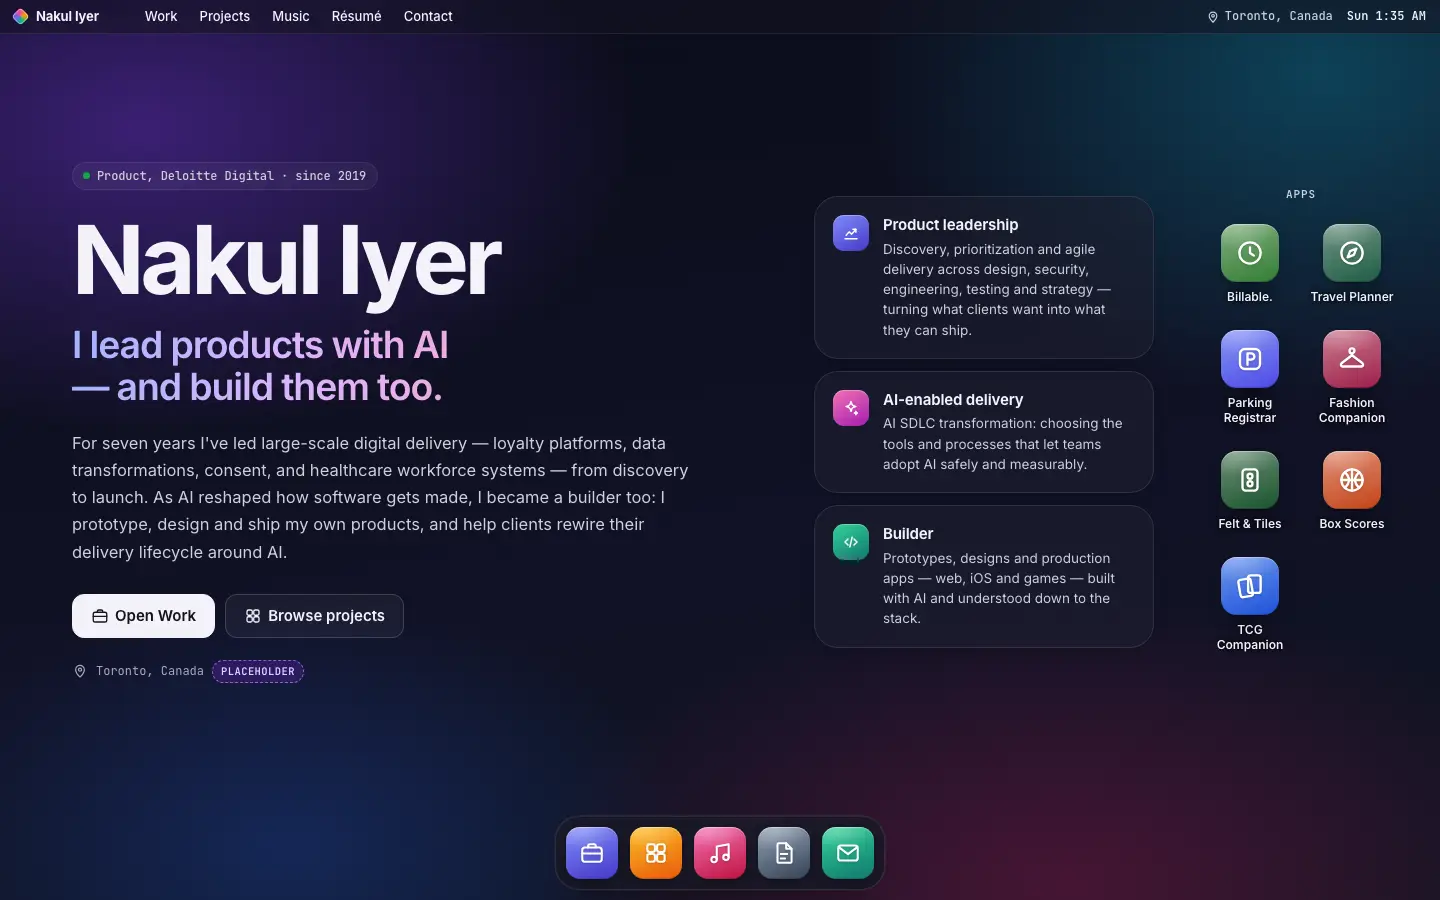 Nakul Iyer
Work
Projects
Music
Résumé
Contact
Toronto, Canada
Sun 1:35 AM
Product, Deloitte Digital · since 2019
Nakul Iyer
I lead products with AI
— and build them too.
For seven years I've led large-scale digital delivery — loyalty platforms, data
transformations, consent, and healthcare workforce systems — from discovery
to launch. As AI reshaped how software gets made, I became a builder too: I
prototype, design and ship my own products, and help clients rewire their
delivery lifecycle around AI.
Open Work
Browse projects
Toronto, Canada
PLACEHOLDER
Product leadership
Discovery, prioritization and agile
delivery across design, security,
engineering, testing and strategy —
turning what clients want into what
they can ship.
AI-enabled delivery
AI SDLC transformation: choosing the
tools and processes that let teams
adopt AI safely and measurably.
Builder
Prototypes, designs and production
apps — web, iOS and games — built
with AI and understood down to the
stack.
APPS
Billable.
Travel Planner
Parking
Registrar
Fashion
Companion
Felt & Tiles
Box Scores
TCG
Companion